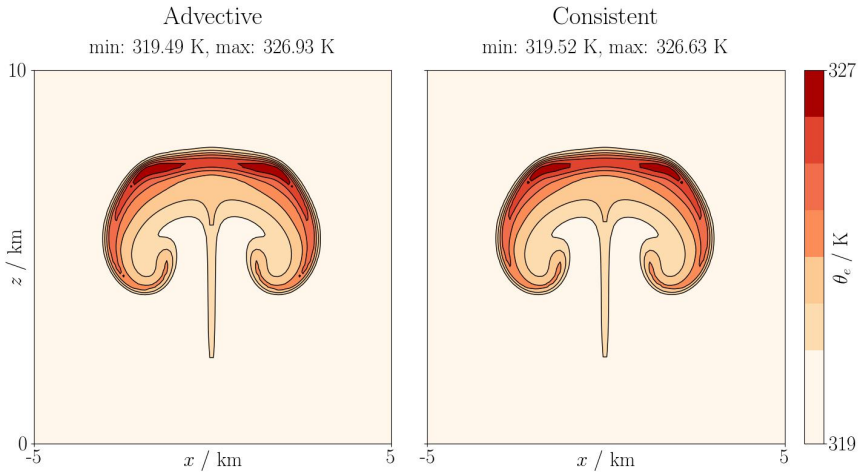 Advective
min: 319.49 K, max: 326.93 K
Consistent
min: 319.52 K, max: 326.63 K
10
z / km
0
-5
x / km
5
-5
x / km
5
327
θe / K
319